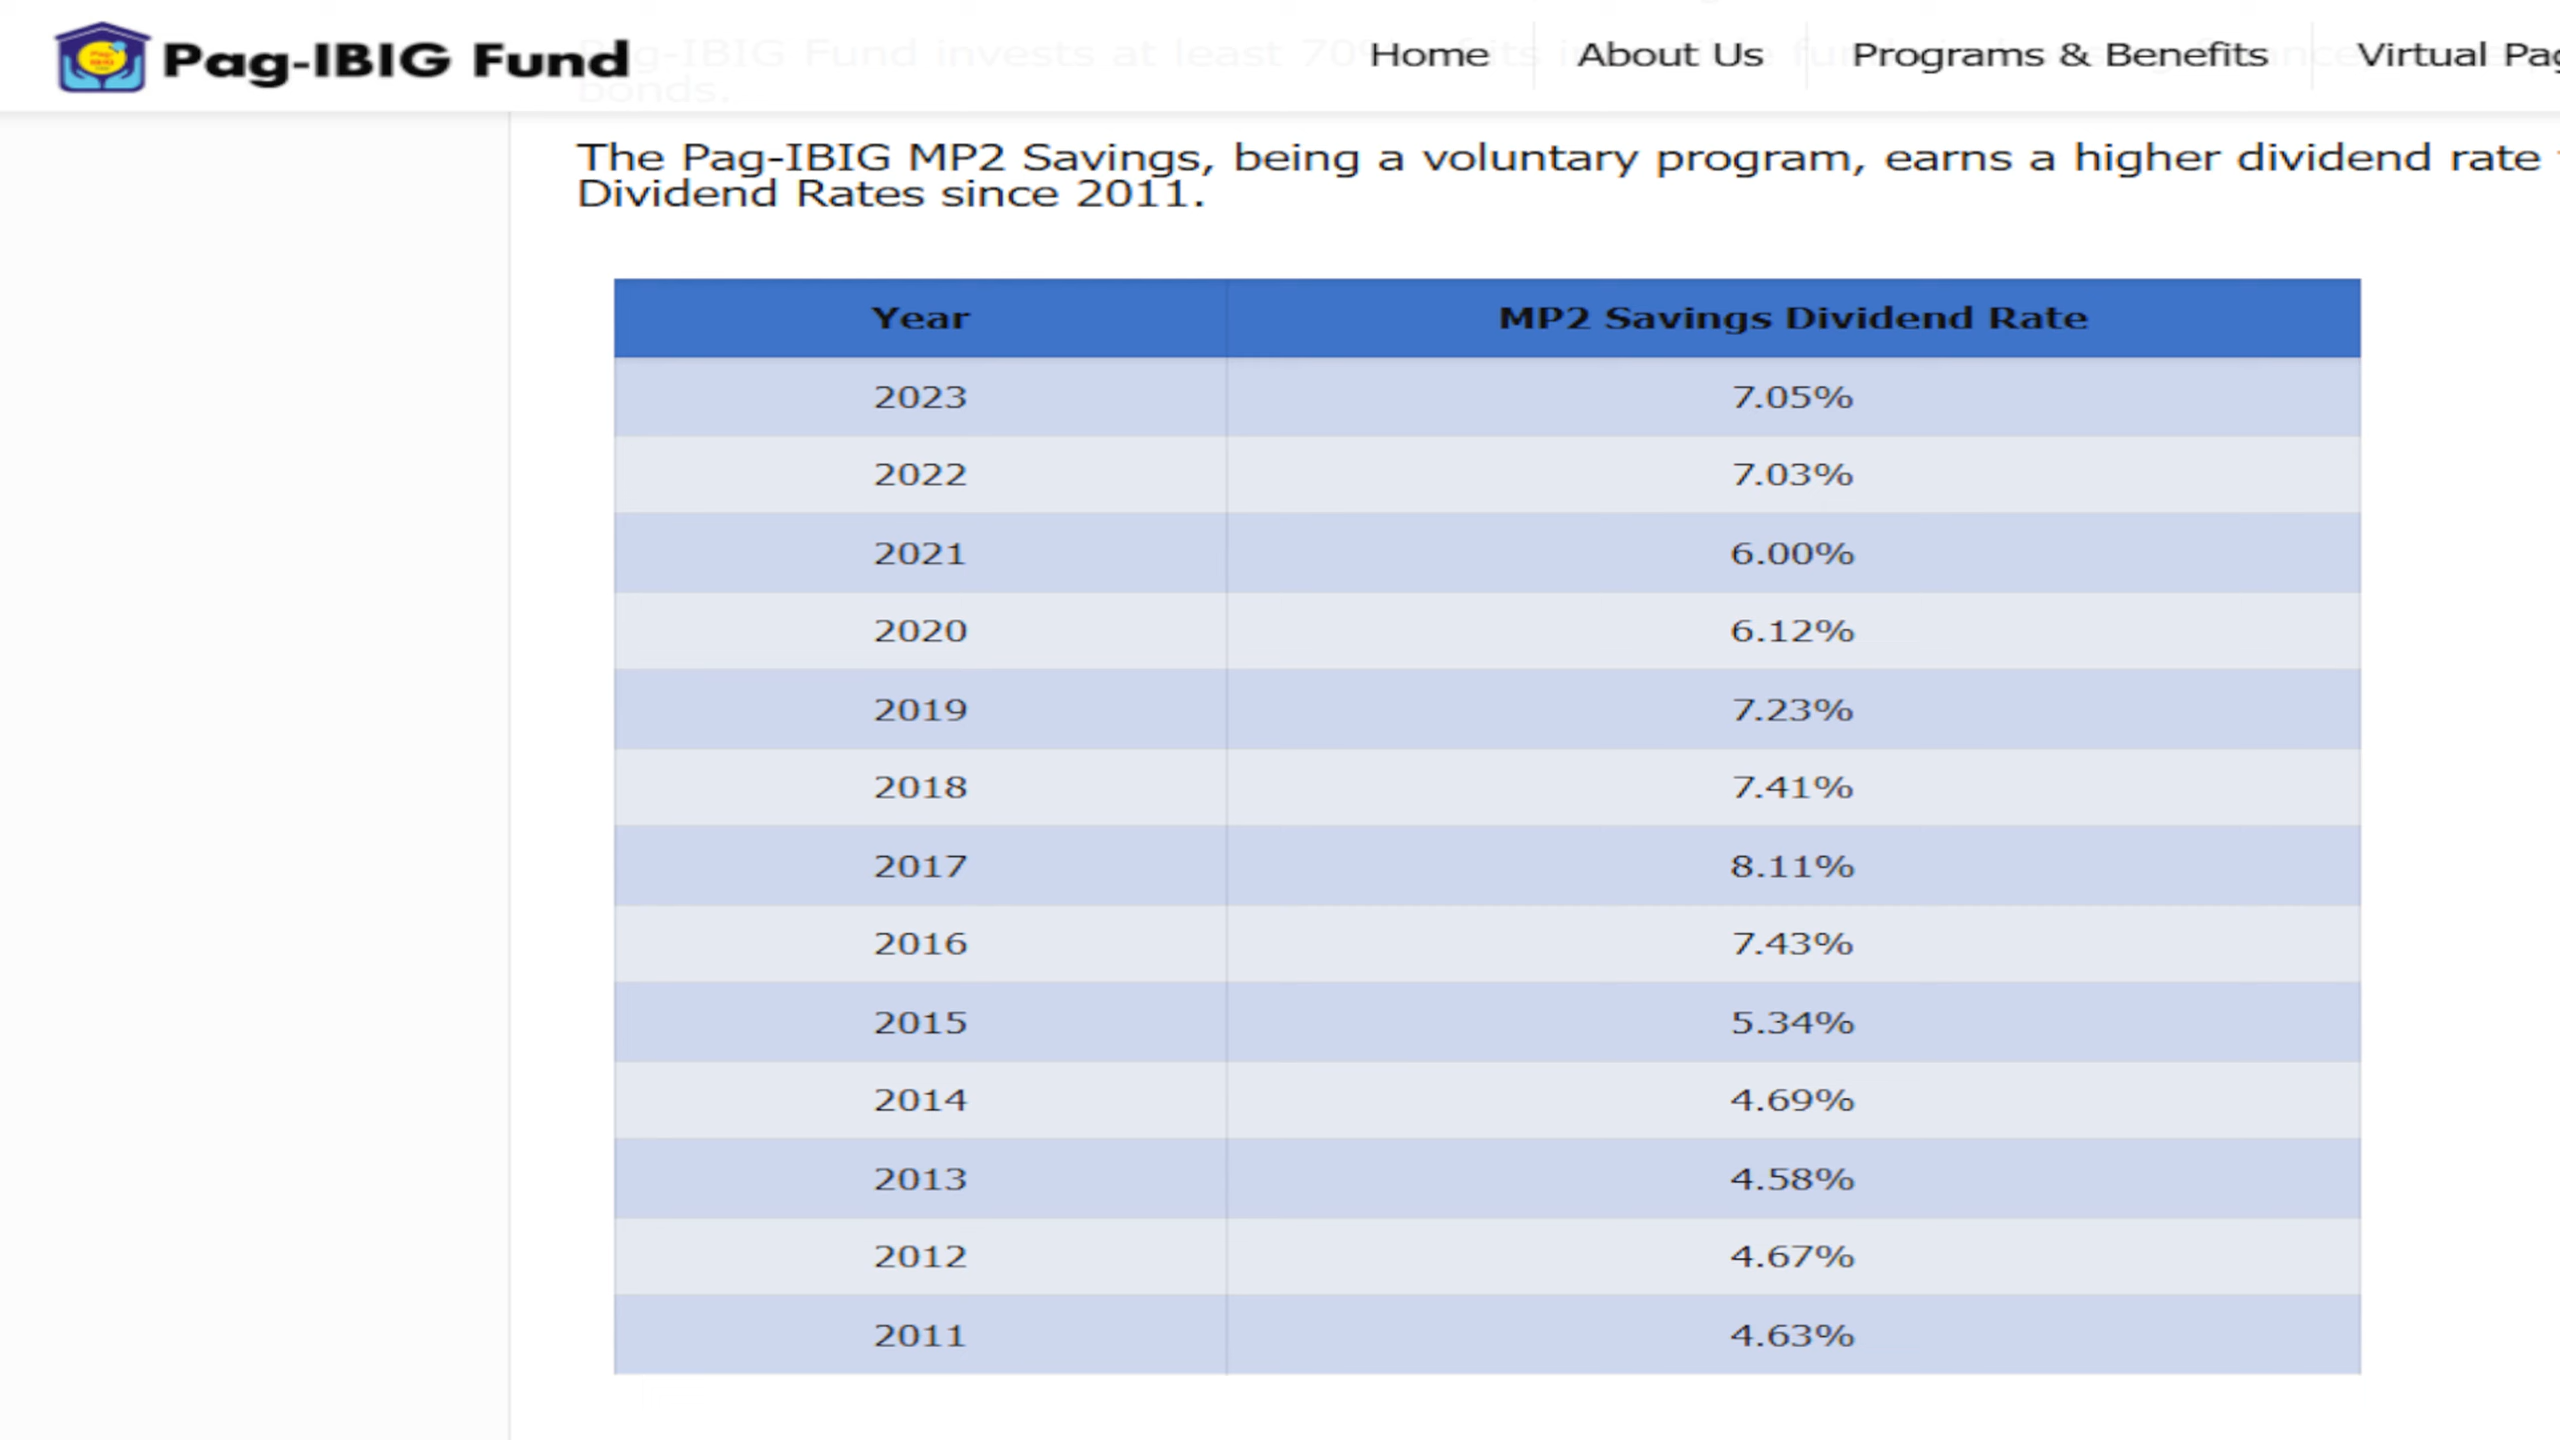 Pag-IBIG Fund
Home
About Us
Programs & Benefits
Virtual Pag
bonds.
The Pag-IBIG MP2 Savings, being a voluntary program, earns a higher dividend rate
Dividend Rates since 2011.
Year MP2 Savings Dividend Rate
2023 7.05%
2022 7.03%
2021 6.00%
2020 6.12%
2019 7.23%
2018 7.41%
2017 8.11%
2016 7.43%
2015 5.34%
2014 4.69%
2013 4.58%
2012 4.67%
2011 4.63%